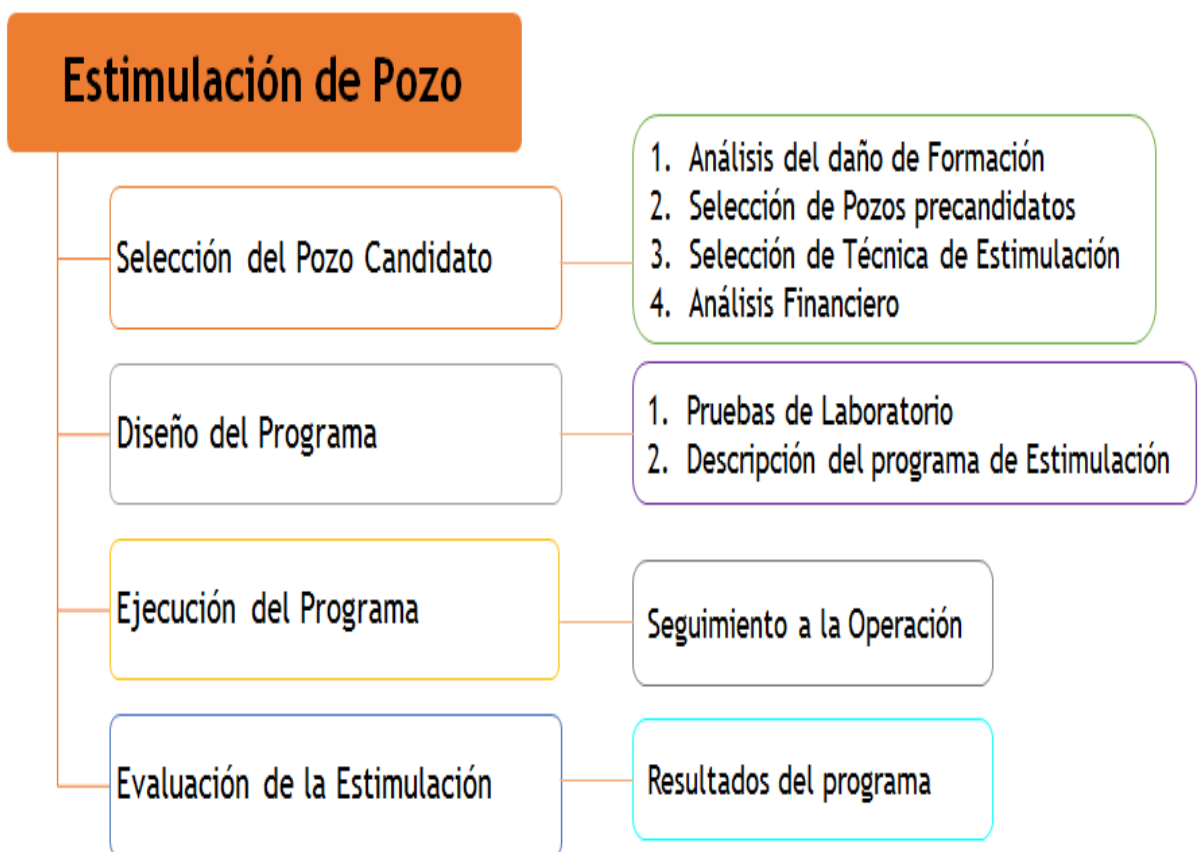 Estimulación de Pozo
Selección del Pozo Candidato
1. Análisis del daño de Formación
2. Selección de Pozos precandidatos
3. Selección de Técnica de Estimulación
4. Análisis Financiero
Diseño del Programa
1. Pruebas de Laboratorio
2. Descripción del programa de Estimulación
Ejecución del Programa
Seguimiento a la Operación
Evaluación de la Estimulación
Resultados del programa